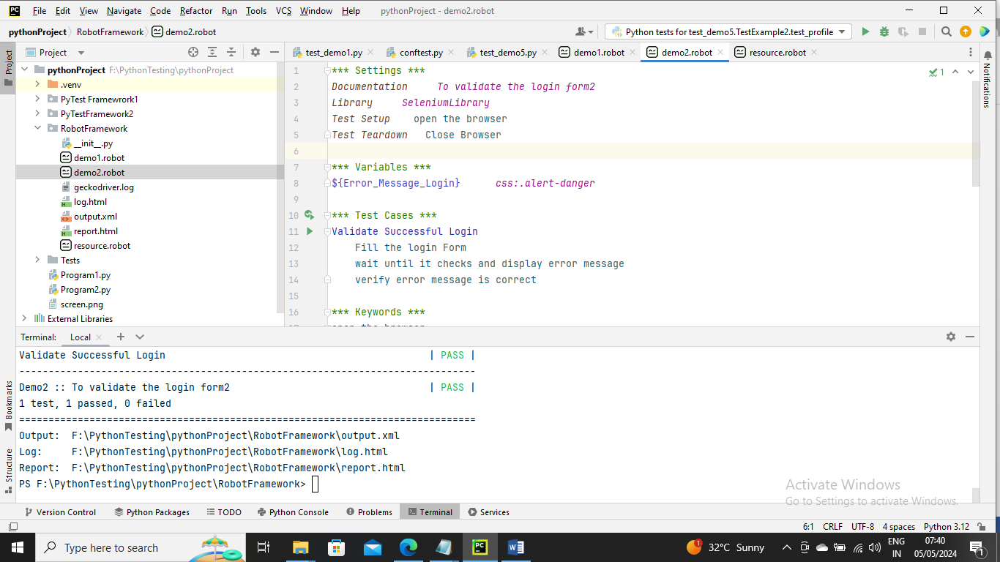 File Edit View Navigate Code Refactor Run Tools VCS Window Help pythonProject - demo2.robot
pythonProject RobotFramework demo2.robot Python tests for test_demo5.TestExample2.test_profile
Project
test_demo1.py conftest.py test_demo5.py demo1.robot demo2.robot resource.robot
Project
Bookmarks
Structure
Notifications
pythonProject F:\PythonTesting\pythonProject
.venv
PyTest Framewrork1
PyTestFramework2
RobotFramework
__init__.py
demo1.robot
demo2.robot
geckodriver.log
log.html
output.xml
report.html
resource.robot
Tests
Program1.py
Program2.py
screen.png
External Libraries
1 *** Settings ***
2 Documentation To validate the login form2
3 Library SeleniumLibrary
4 Test Setup open the browser
5 Test Teardown Close Browser
6
7 *** Variables ***
8 ${Error_Message_Login} css:.alert-danger
9
10 *** Test Cases ***
11 Validate Successful Login
12 Fill the login Form
13 wait until it checks and display error message
14 verify error message is correct
15
16 *** Keywords ***
1
Terminal: Local
Validate Successful Login | PASS |
------------------------------------------------------------------------------
Demo2 :: To validate the login form2 | PASS |
1 test, 1 passed, 0 failed
==============================================================================
Output: F:\PythonTesting\pythonProject\RobotFramework\output.xml
Log: F:\PythonTesting\pythonProject\RobotFramework\log.html
Report: F:\PythonTesting\pythonProject\RobotFramework\report.html
PS F:\PythonTesting\pythonProject\RobotFramework>
Activate Windows
Go to Settings to activate Windows.
Version Control Python Packages TODO Python Console Problems Terminal Services
6:1 CRLF UTF-8 4 spaces Python 3.12
Type here to search
1 32°C Sunny
ENG
IN
07:40
05/05/2024
1